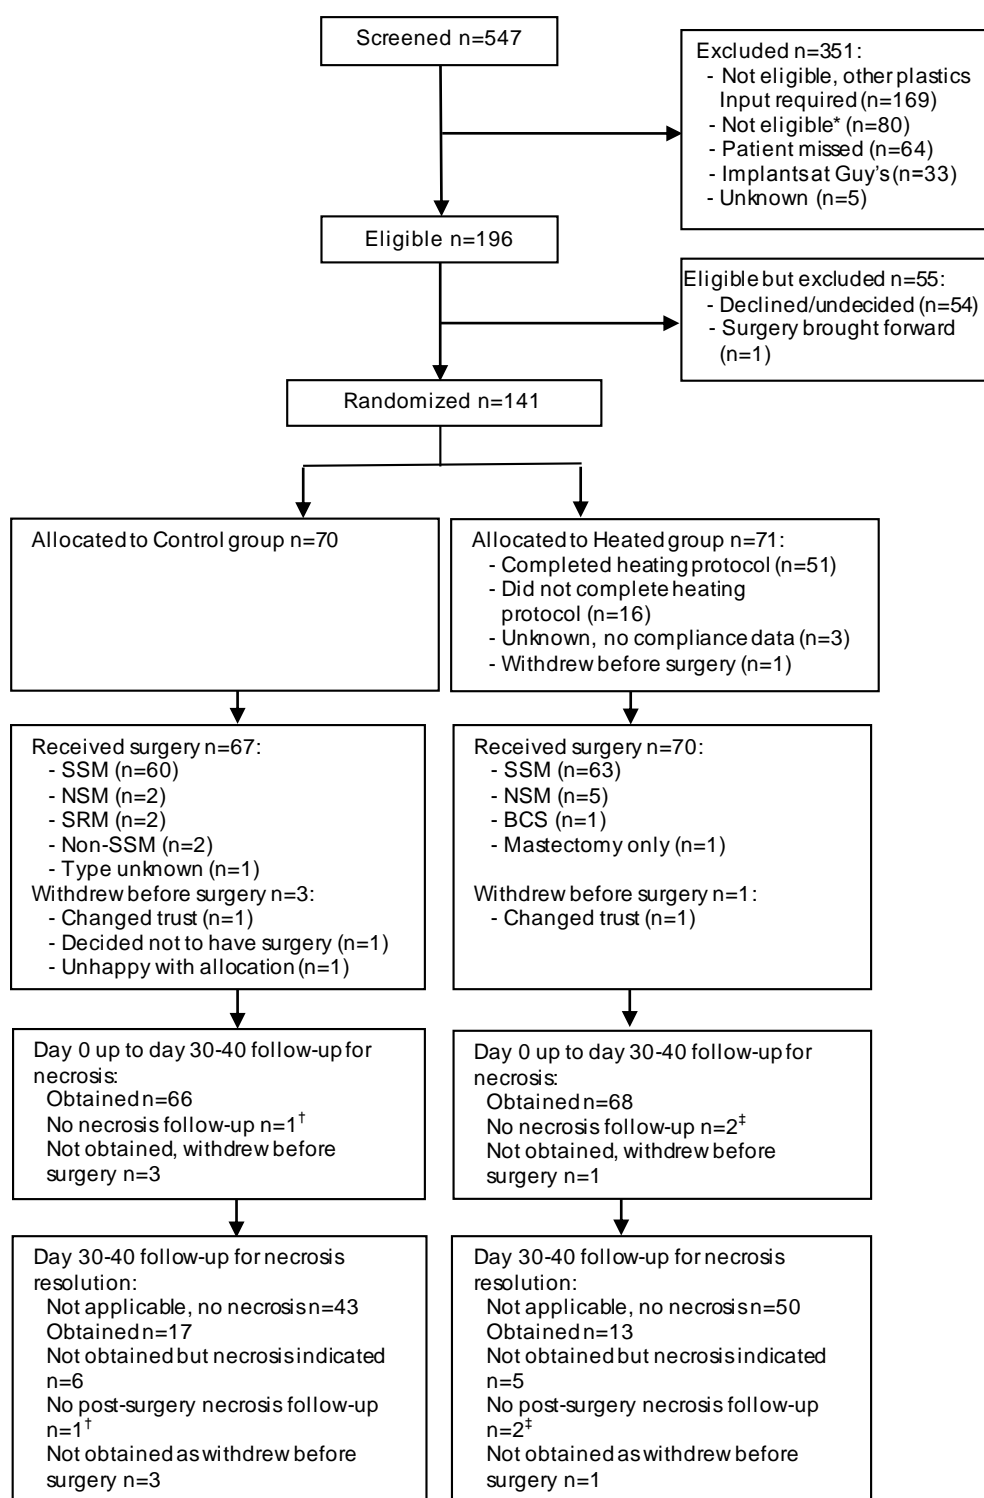 Screened n=547
Excluded n=351:
- Not eligible, other plastics
Input required (n=169)
- Not eligible* (n=80)
- Patient missed (n=64)
- Implants at Guy's (n=33)
- Unknown (n=5)
Eligible n=196
Eligible but excluded n=55:
- Declined/undecided (n=54)
- Surgery brought forward
(n=1)
Randomized n=141
Allocated to Control group n=70
Allocated to Heated group n=71:
- Completed heating protocol (n=51)
- Did not complete heating
protocol (n=16)
- Unknown, no compliance data (n=3)
- Withdrew before surgery (n=1)
Received surgery n=67:
- SSM (n=60)
- NSM (n=2)
- SRM (n=2)
- Non-SSM (n=2)
- Type unknown (n=1)
Withdrew before surgery n=3:
- Changed trust (n=1)
- Decided not to have surgery (n=1)
- Unhappy with allocation (n=1)
Received surgery n=70:
- SSM (n=63)
- NSM (n=5)
- BCS (n=1)
- Mastectomy only (n=1)
Withdrew before surgery n=1:
- Changed trust (n=1)
Day 0 up to day 30-40 follow-up for
necrosis:
Obtained n=66
No necrosis follow-up n=1†
Not obtained, withdrew before
surgery n=3
Day 0 up to day 30-40 follow-up for
necrosis:
Obtained n=68
No necrosis follow-up n=2‡
Not obtained, withdrew before
surgery n=1
Day 30-40 follow-up for necrosis
resolution:
Not applicable, no necrosis n=43
Obtained n=17
Not obtained but necrosis indicated
n=6
No post-surgery necrosis follow-up
n=1†
Not obtained as withdrew before
surgery n=3
Day 30-40 follow-up for necrosis
resolution:
Not applicable, no necrosis n=50
Obtained n=13
Not obtained but necrosis indicated
n=5
No post-surgery necrosis follow-up
n=2‡
Not obtained as withdrew before
surgery n=1